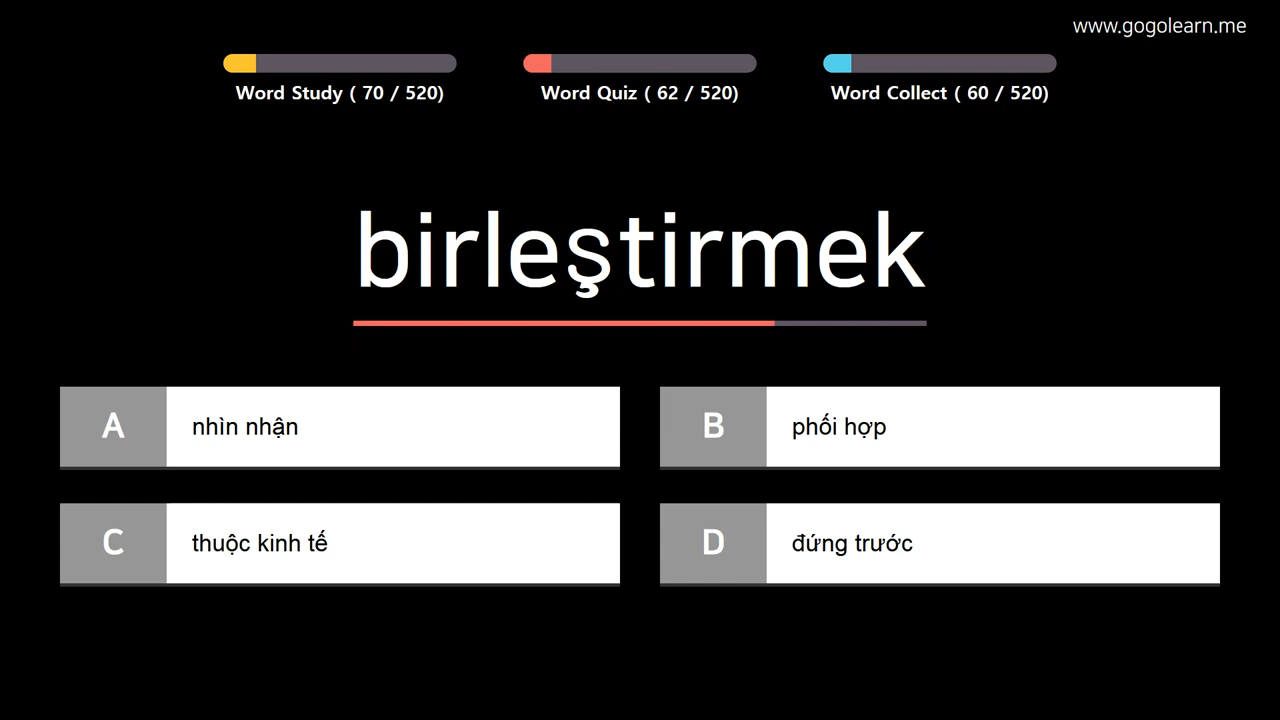 www.gogolearn.me
Word Study ( 70 / 520)
Word Quiz ( 62 / 520)
Word Collect ( 60 / 520)
birleştirmek
A nhìn nhận
B phối hợp
C thuộc kinh tế
D đứng trước